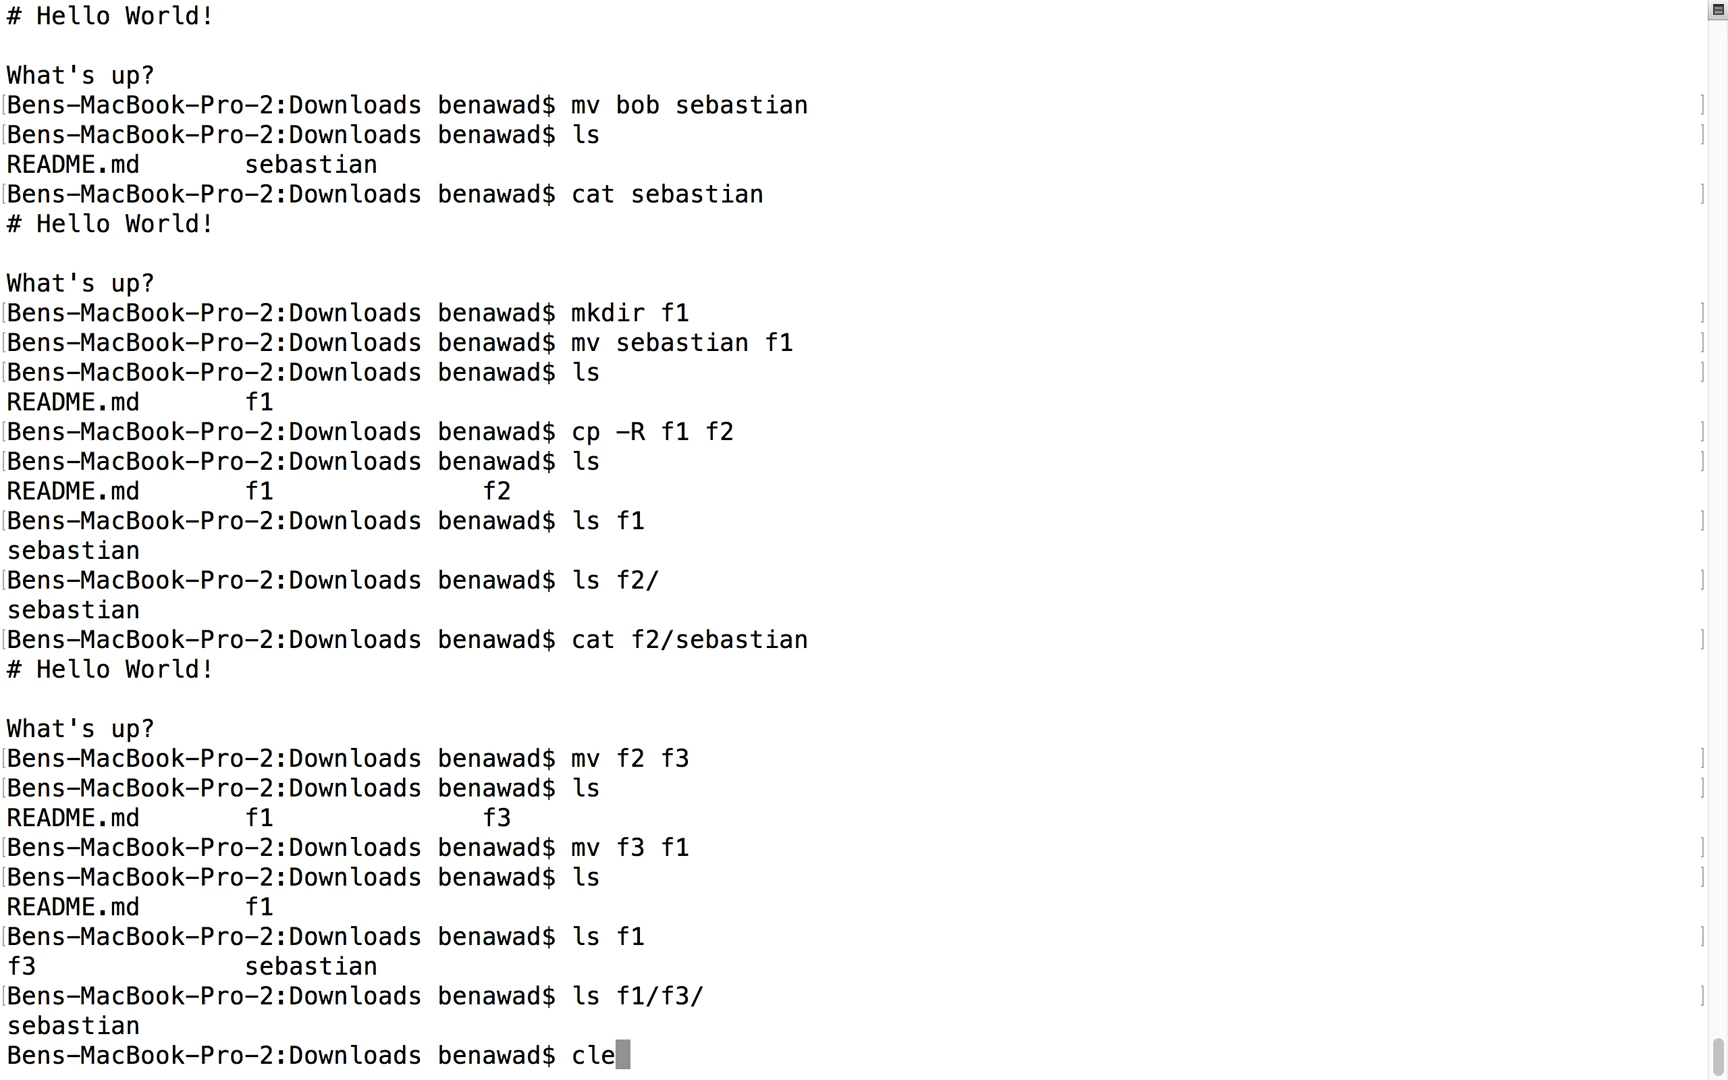 # Hello World!

What's up?
Bens-MacBook-Pro-2:Downloads benawad$ mv bob sebastian
Bens-MacBook-Pro-2:Downloads benawad$ ls
README.md       sebastian
Bens-MacBook-Pro-2:Downloads benawad$ cat sebastian
# Hello World!

What's up?
Bens-MacBook-Pro-2:Downloads benawad$ mkdir f1
Bens-MacBook-Pro-2:Downloads benawad$ mv sebastian f1
Bens-MacBook-Pro-2:Downloads benawad$ ls
README.md       f1
Bens-MacBook-Pro-2:Downloads benawad$ cp -R f1 f2
Bens-MacBook-Pro-2:Downloads benawad$ ls
README.md       f1              f2
Bens-MacBook-Pro-2:Downloads benawad$ ls f1
sebastian
Bens-MacBook-Pro-2:Downloads benawad$ ls f2/
sebastian
Bens-MacBook-Pro-2:Downloads benawad$ cat f2/sebastian
# Hello World!

What's up?
Bens-MacBook-Pro-2:Downloads benawad$ mv f2 f3
Bens-MacBook-Pro-2:Downloads benawad$ ls
README.md       f1              f3
Bens-MacBook-Pro-2:Downloads benawad$ mv f3 f1
Bens-MacBook-Pro-2:Downloads benawad$ ls
README.md       f1
Bens-MacBook-Pro-2:Downloads benawad$ ls f1
f3              sebastian
Bens-MacBook-Pro-2:Downloads benawad$ ls f1/f3/
sebastian
Bens-MacBook-Pro-2:Downloads benawad$ cle